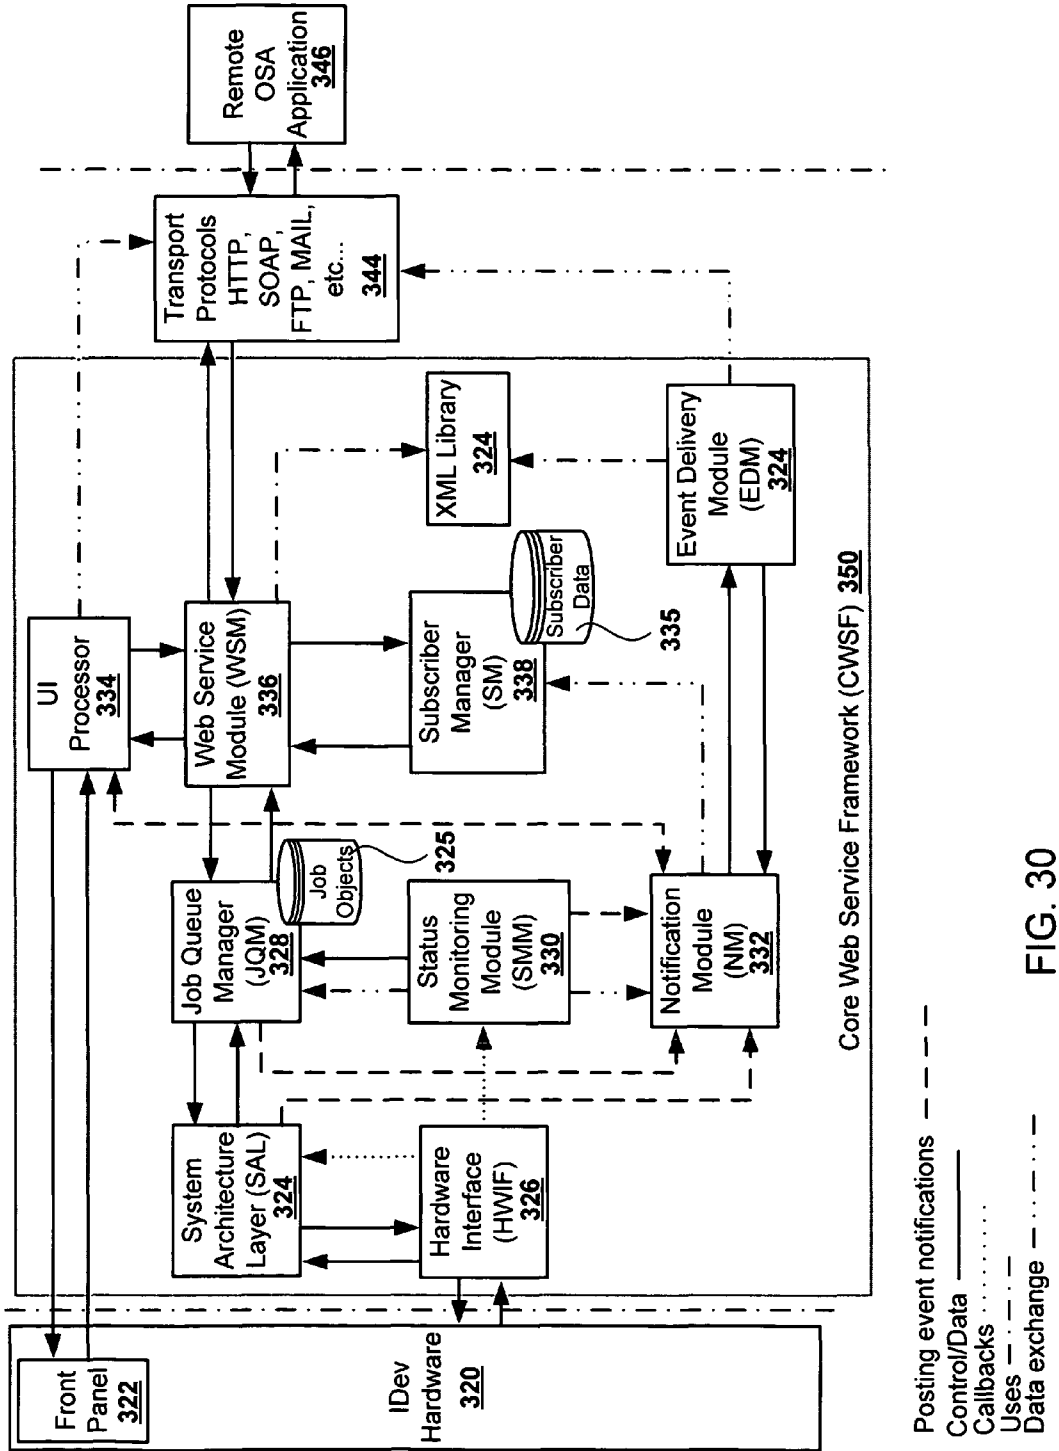 Front
Panel
322
IDev
Hardware
320
System
Architecture
Layer (SAL)
324
Hardware
Interface
(HWIF)
326
Job Queue
Manager
(JQM)
328
Job
Objects
325
Status
Monitoring
Module
(SMM)
330
Notification
Module
(NM)
332
UI
Processor
334
Web Service
Module (WSM)
336
Subscriber
Manager
(SM)
338
Subscriber
Data
335
XML Library
324
Event Delivery
Module
(EDM)
324
Transport
Protocols
HTTP,
SOAP,
FTP, MAIL,
etc...
344
Remote
OSA
Application
346
Core Web Service Framework (CWSF) 350
Posting event notifications
Control/Data
Callbacks
Uses
Data exchange
FIG. 30